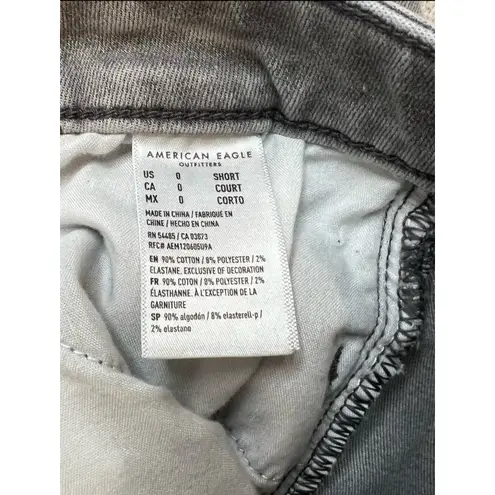 AMERICAN EAGLE
OUTFITTERS
US 0 SHORT
CA 0 COURT
MX 0 CORTO
MADE IN CHINA / FABRIQUÉ EN
CHINE / HECHO EN CHINA
RN 54485 / CA 03873
RFC# AEM120605U9A
EN 90% COTTON / 8% POLYESTER / 2%
ELASTANE. EXCLUSIVE OF DECORATION
FR 90% COTON / 8% POLYESTER / 2%
ÉLASTHANNE. À L'EXCEPTION DE LA
GARNITURE
SP 90% algodón / 8% elasterell-p /
2% elastano